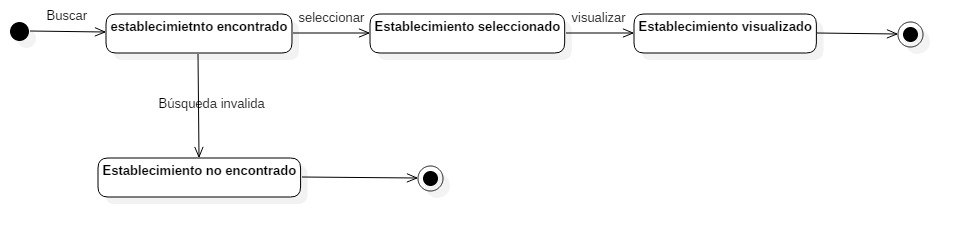 Buscar
establecimietnto encontrado
seleccionar
Establecimiento seleccionado
visualizar
Establecimiento visualizado
Búsqueda invalida
Establecimiento no encontrado